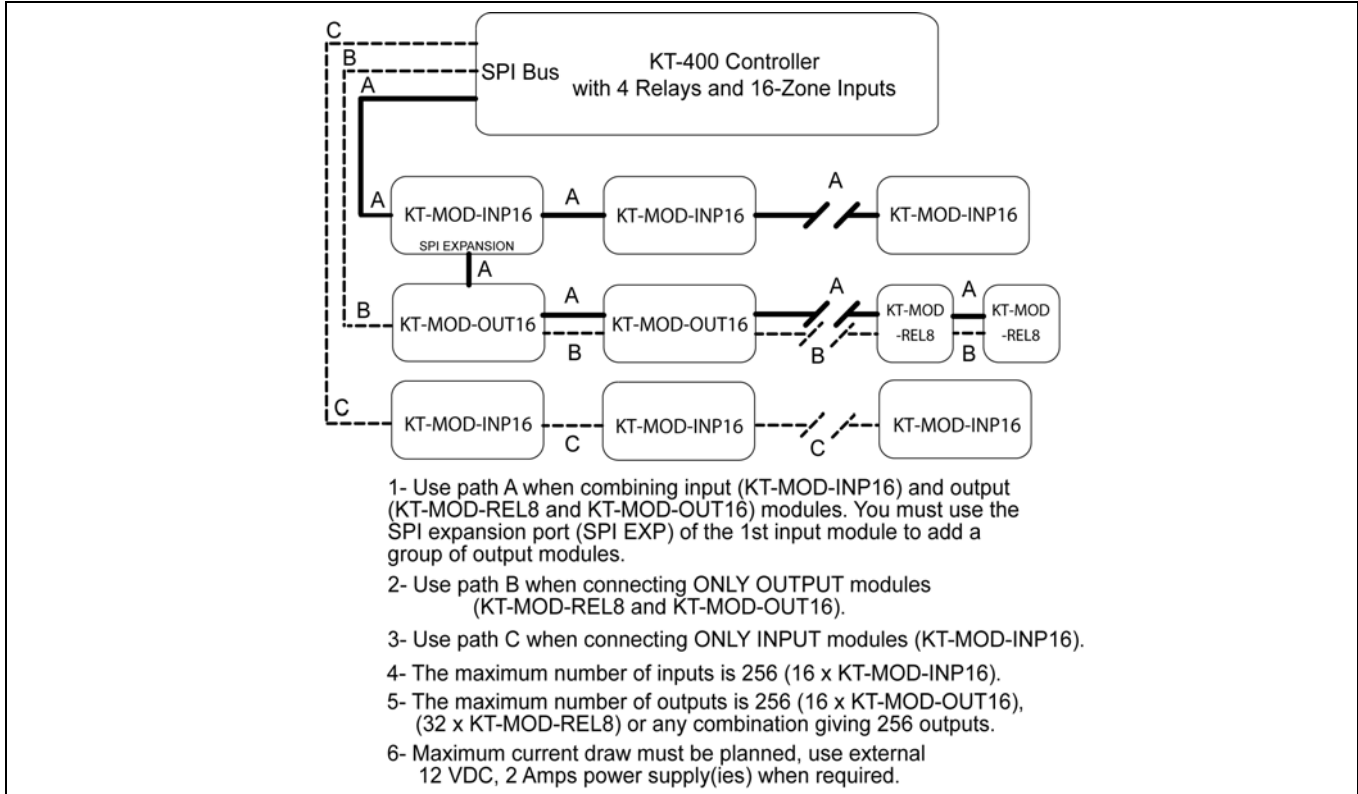 C
B
A
SPI Bus
KT-400 Controller
with 4 Relays and 16-Zone Inputs
A
KT-MOD-INP16
SPI EXPANSION
A
KT-MOD-INP16
A
KT-MOD-INP16
A
B
KT-MOD-OUT16
A
B
KT-MOD-OUT16
A
B
KT-MOD
-REL8
A
B
KT-MOD
-REL8
C
KT-MOD-INP16
C
KT-MOD-INP16
C
KT-MOD-INP16
1- Use path A when combining input (KT-MOD-INP16) and output
(KT-MOD-REL8 and KT-MOD-OUT16) modules. You must use the
SPI expansion port (SPI EXP) of the 1st input module to add a
group of output modules.
2- Use path B when connecting ONLY OUTPUT modules
(KT-MOD-REL8 and KT-MOD-OUT16).
3- Use path C when connecting ONLY INPUT modules (KT-MOD-INP16).
4- The maximum number of inputs is 256 (16 x KT-MOD-INP16).
5- The maximum number of outputs is 256 (16 x KT-MOD-OUT16),
(32 x KT-MOD-REL8) or any combination giving 256 outputs.
6- Maximum current draw must be planned, use external
12 VDC, 2 Amps power supply(ies) when required.